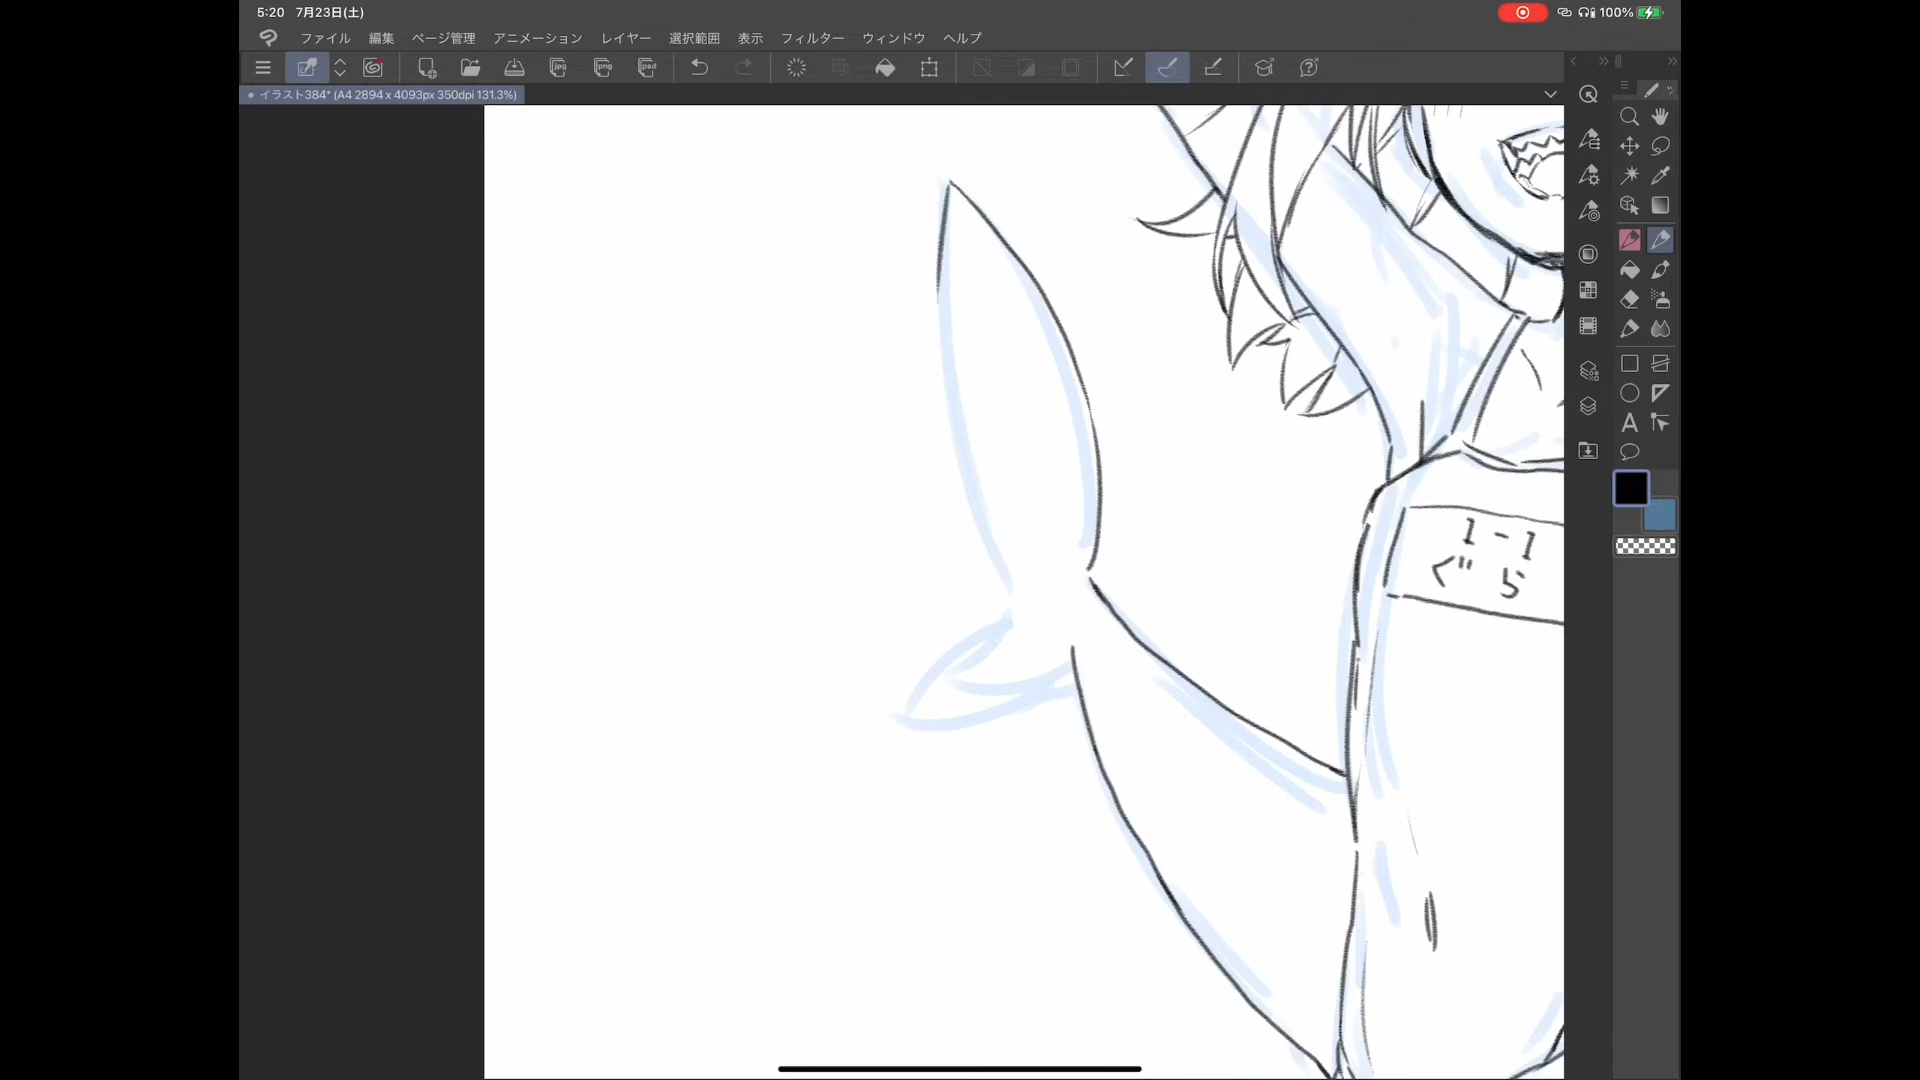 5:20 7月23日(土)
100%
ファイル 編集 ページ管理 アニメーション レイヤー 選択範囲 表示 フィルター ウィンドウ ヘルプ
jpg png psd
イラスト384* (A4 2894 x 4093px 350dpi 131.3%)
1-1
ぐら